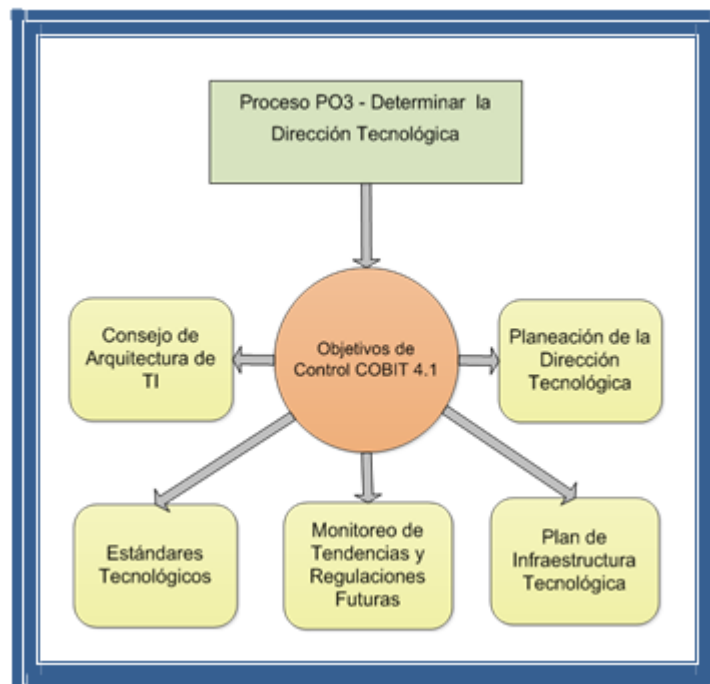 Proceso PO3 - Determinar la
Dirección Tecnológica
Consejo de
Arquitectura de
TI
Objetivos de
Control COBIT 4.1
Planeación de la
Dirección
Tecnológica
Estándares
Tecnológicos
Monitoreo de
Tendencias y
Regulaciones
Futuras
Plan de
Infraestructura
Tecnológica